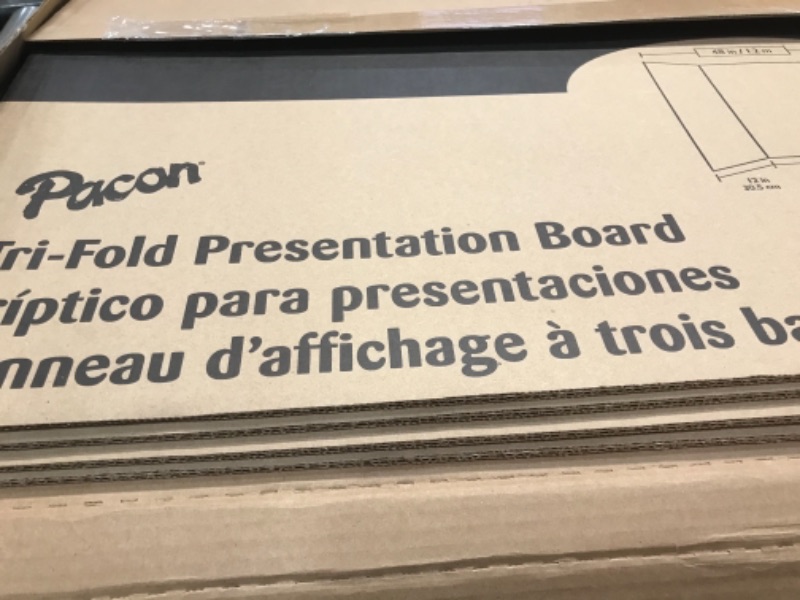 48 in / 1.2 m
12 in
30.5 cm
Pacon
Tri-Fold Presentation Board
ríptico para presentaciones
nneau d'affichage à trois ba